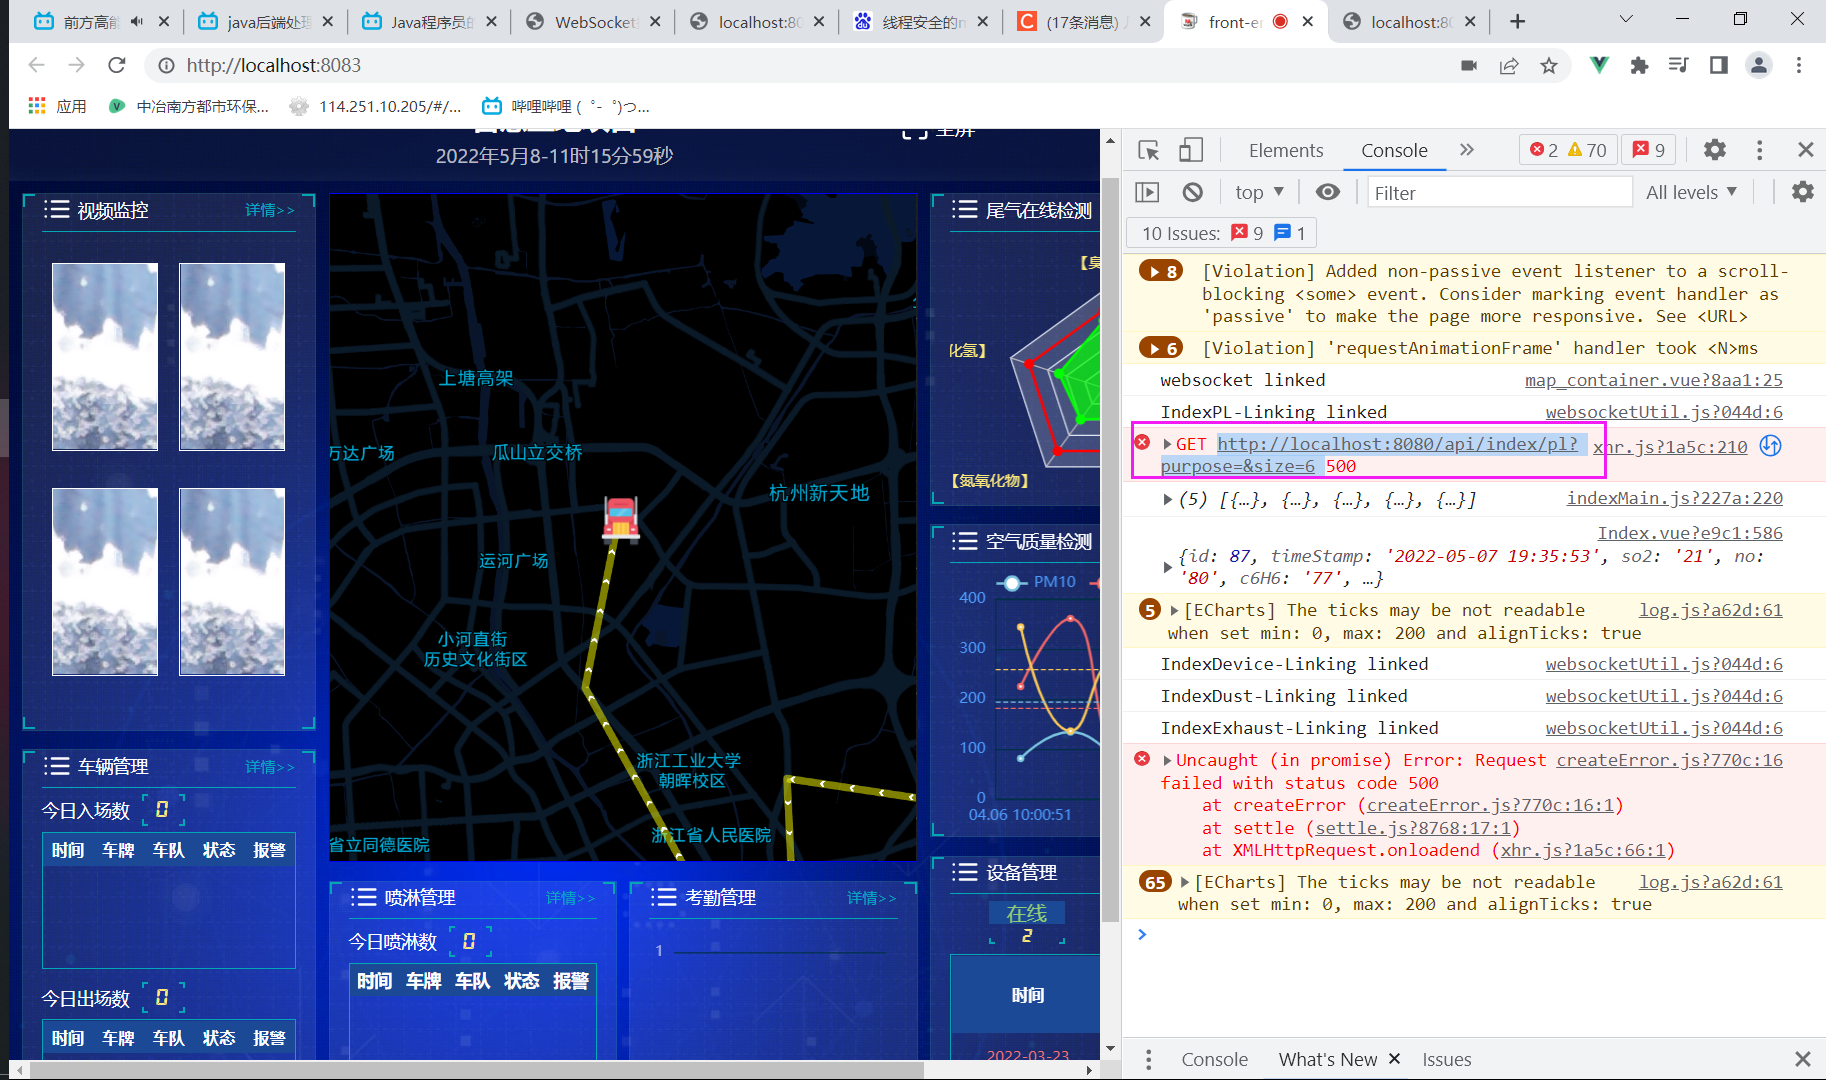 前方高能
java后端处理
Java程序员的
WebSocket
localhost:80
线程安全的m
(17条消息)
front-en
localhost:80
http://localhost:8083
应用
中冶南方都市环保...
114.251.10.205/#/...
哔哩哔哩 ( ゜- ゜)つ...
2022年5月8-11时15分59秒
全屏
视频监控
详情>>
尾气在线检测
【臭
化氢】
【氮氧化物】
上塘高架
万达广场
瓜山立交桥
杭州新天地
运河广场
小河直街
历史文化街区
浙江工业大学
朝晖校区
浙江省人民医院
省立同德医院
空气质量检测
PM10
400
300
200
100
0
04.06 10:00:51
车辆管理
详情>>
今日入场数
0
时间 车牌 车队 状态 报警
今日出场数
0
时间 车牌 车队 状态 报警
喷淋管理
详情>>
今日喷淋数
0
时间 车牌 车队 状态 报警
考勤管理
详情>>
1
设备管理
在线
2
时间
2022-03-23
Elements
Console
2
70
9
top
Filter
All levels
10 Issues:
9
1
8
[Violation] Added non-passive event listener to a scroll-
blocking <some> event. Consider marking event handler as
'passive' to make the page more responsive. See <URL>
6
[Violation] 'requestAnimationFrame' handler took <N>ms
websocket linked
map_container.vue?8aa1:25
IndexPL-Linking linked
websocketUtil.js?044d:6
GET http://localhost:8080/api/index/pl?
xhr.js?1a5c:210
purpose=&size=6 500
(5) [{…}, {…}, {…}, {…}, {…}]
indexMain.js?227a:220
Index.vue?e9c1:586
{id: 87, timeStamp: '2022-05-07 19:35:53', so2: '21', no:
'80', c6H6: '77', …}
5
[ECharts] The ticks may be not readable
log.js?a62d:61
when set min: 0, max: 200 and alignTicks: true
IndexDevice-Linking linked
websocketUtil.js?044d:6
IndexDust-Linking linked
websocketUtil.js?044d:6
IndexExhaust-Linking linked
websocketUtil.js?044d:6
Uncaught (in promise) Error: Request
createError.js?770c:16
failed with status code 500
at createError (createError.js?770c:16:1)
at settle (settle.js?8768:17:1)
at XMLHttpRequest.onloadend (xhr.js?1a5c:66:1)
65
[ECharts] The ticks may be not readable
log.js?a62d:61
when set min: 0, max: 200 and alignTicks: true
Console
What's New
Issues